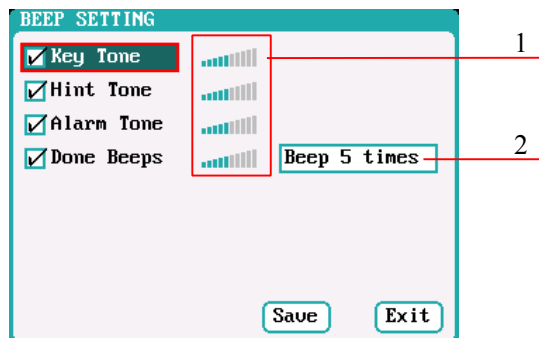 BEEP SETTING
Key Tone
1
Hint Tone
Alarm Tone
Done Beeps
Beep 5 times
2
Save
Exit